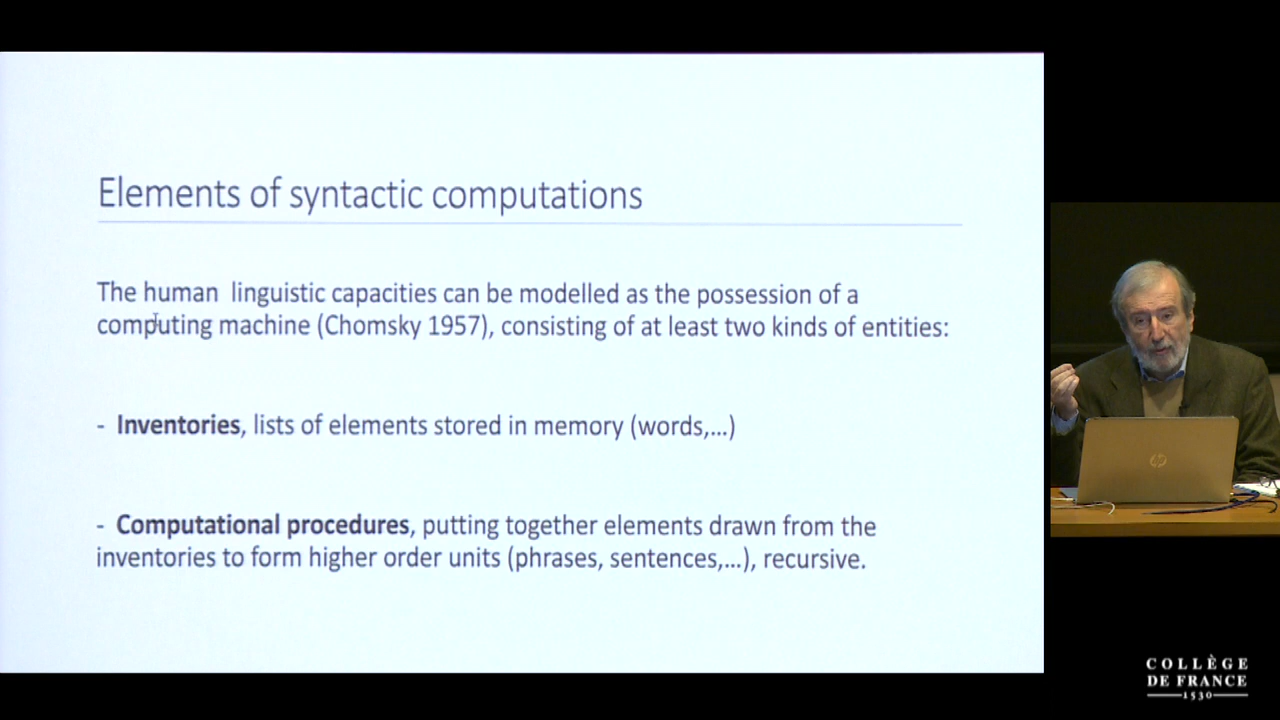 Elements of syntactic computations
The human linguistic capacities can be modelled as the possession of a
computing machine (Chomsky 1957), consisting of at least two kinds of entities:
- Inventories, lists of elements stored in memory (words,...)
- Computational procedures, putting together elements drawn from the
inventories to form higher order units (phrases, sentences,...), recursive.
hp
COLLÈGE
DE FRANCE
1530